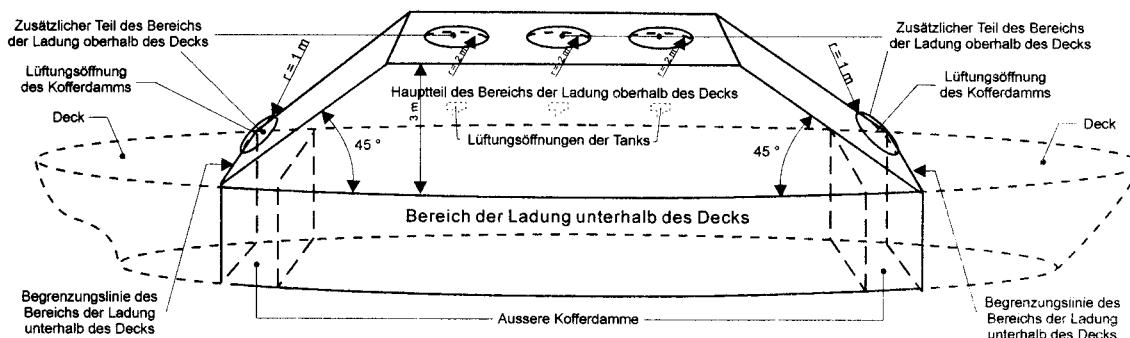 Zusätzlicher Teil des Bereichs
der Ladung oberhalb des Decks
Lüftungsöffnung
des Kofferdamms
Deck
r = 1 m
r = 2 m
r = 2 m
r = 2 m
r = 1 m
Zusätzlicher Teil des Bereichs
der Ladung oberhalb des Decks
Lüftungsöffnung
des Kofferdamms
Deck
Hauptteil des Bereichs der Ladung oberhalb des Decks
3 m
Lüftungsöffnungen der Tanks
45 °
45 °
Bereich der Ladung unterhalb des Decks
Begrenzungslinie des
Bereichs der Ladung
unterhalb des Decks
Aussere Kofferdamme
Begrenzungslinie des
Bereichs der Ladung
unterhalb des Decks